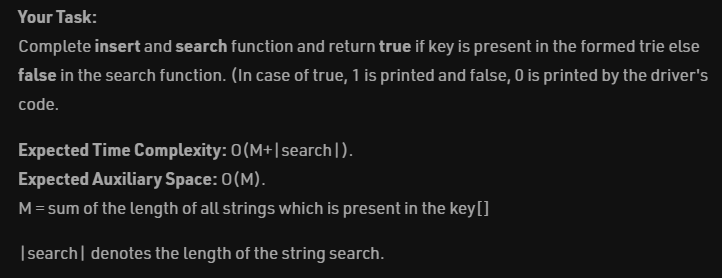 Your Task:
Complete insert and search function and return true if key is present in the formed trie else
false in the search function. (In case of true, 1 is printed and false, 0 is printed by the driver's
code.
Expected Time Complexity: O(M+|search|).
Expected Auxiliary Space: O(M).
M = sum of the length of all strings which is present in the key[]
|search| denotes the length of the string search.